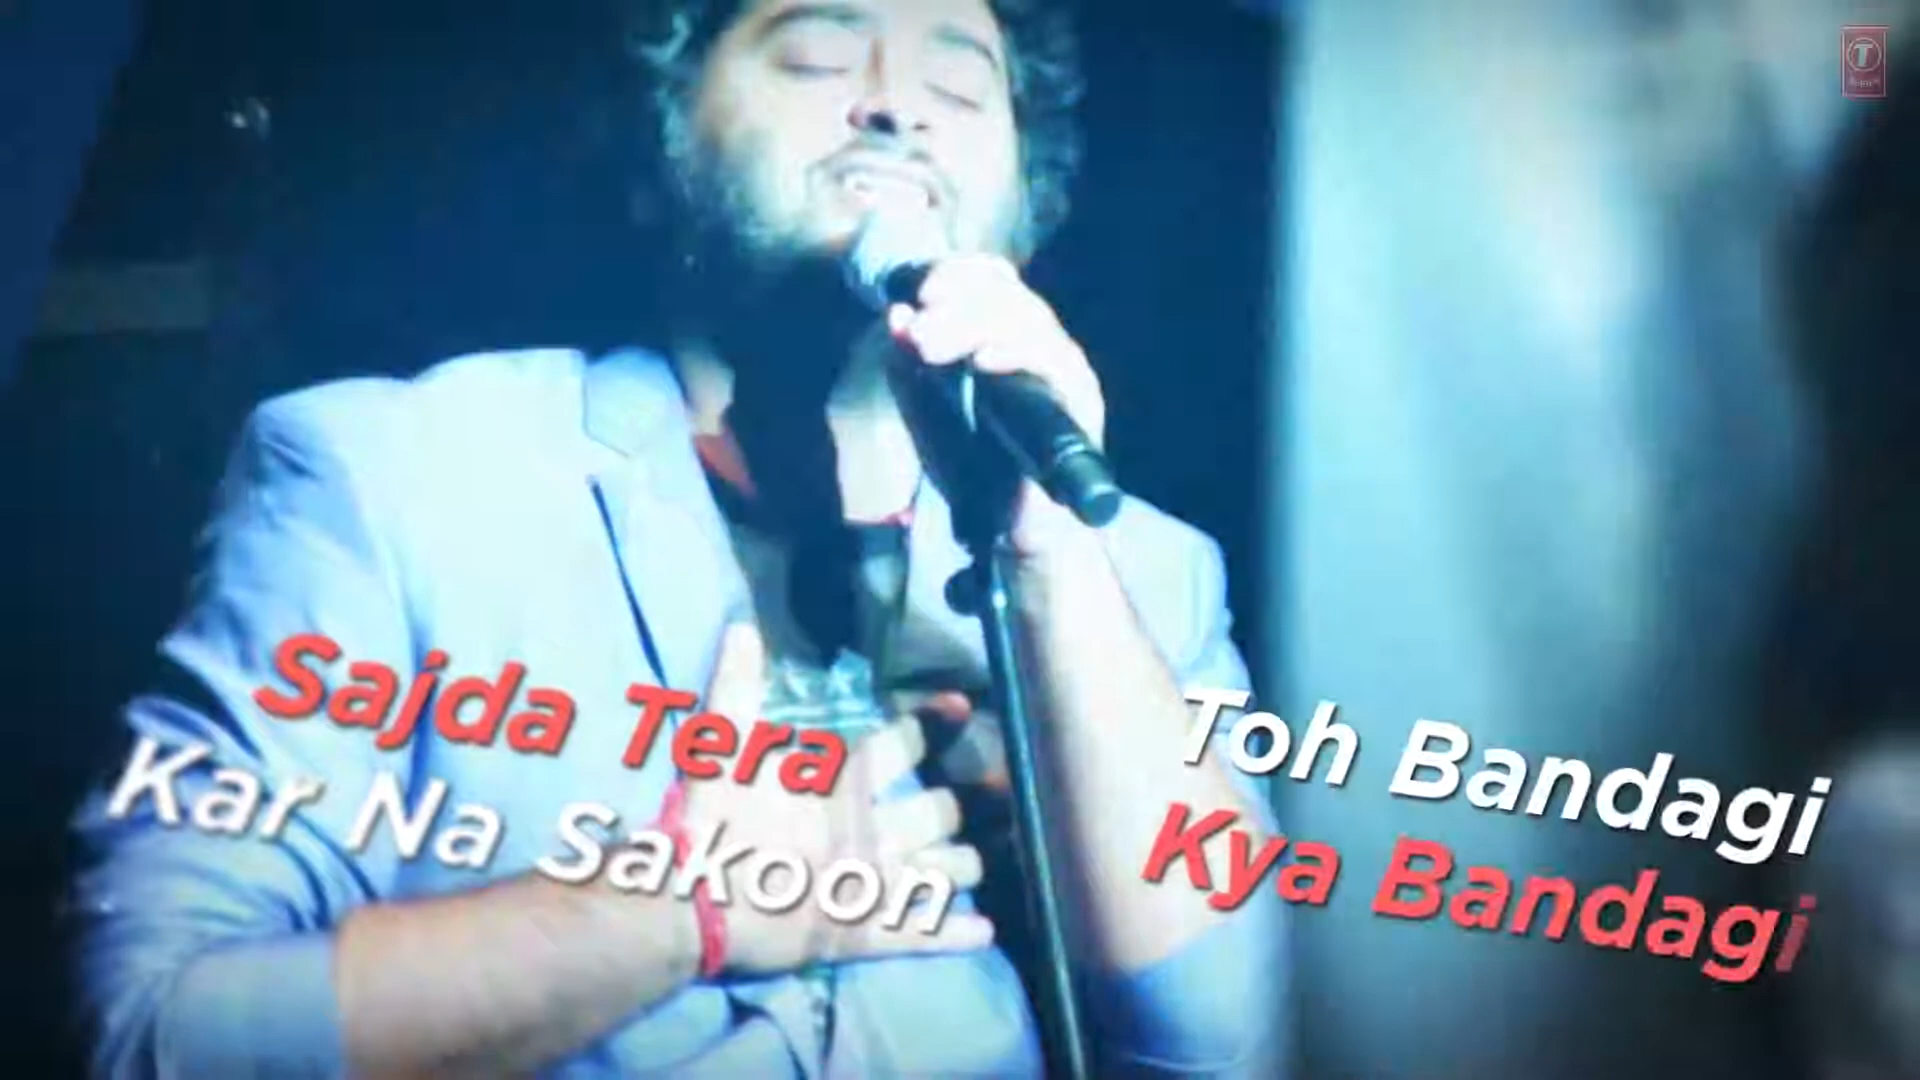 T
Sajda Tera
Kar Na Sakoon
Toh Bandagi
Kya Bandagi